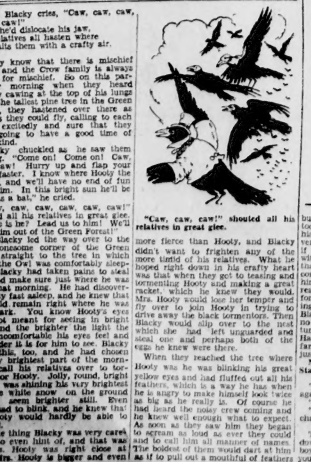 Blacky cries, "Caw, caw, caw,
caw!"
he'd dislocate his jaw,
latives all hasten where
its them with a crafty air.
know that there is mischief
and the Crow family is always
for mischief. So on this par-
morning when they heard
cawing at the top of his lungs
the tallest pine tree in the Green
, they hastened over there as
they could fly, calling to each
excitedly and sure that they
going to have a good time of
kind.
ky chuckled as he saw them
"Come on! Come on! Caw,
aw! Hurry up and flap your
faster. I know where Hooty the
, and we'll have no end of fun
him. In this bright sun he'll be
as a bat," he cried.
caw, caw, caw, caw, caw!"
all his relatives in great glee.
is he? Lead us to him! We'll
him out of the Green Forest!"
Blacky led the way over to the
onesome corner of the Green
straight to the tree in which
the Owl was comfortably sleep-
Blacky had taken pains to steal
d make sure just where he was
at morning. He had discover-
y fast asleep, and he knew that
ld remain right where he was
ark. You know Hooty's eyes
ot meant for seeing in bright
nd the brighter the light the
comfortable his eyes feel and
der it is for him to see. Blacky
this, too, and he had chosen
brightest part of the morn-
all his relatives over to tor-
or Hooty. Jolly, round, bright
was shining his very brightest
while snow on the ground
seem brighter still. Even
nd to blink, and he knew that
ooty would hardly be able to
thing Blacky was very careful
to even hint of, and that was
s. Hooty was right close at
Mrs. Hooty is bigger and even
"Caw, caw, caw!" shouted all his
relatives in great glee.
more fierce than Hooty, and Blacky
didn't want to frighten any of the
more timid of his relatives. What he
hoped right down in his crafty heart
was that when they got to teasing and
tormenting Hooty and making a great
racket, which he knew they would,
Mrs. Hooty would lose her temper and
fly over to join Hooty in trying to
drive away the black tormentors. Then
Blacky would slip over to the nest
which she had left unguarded and
steal one and perhaps both of the
eggs he knew were there.
When they reached the tree where
Hooty was he was blinking his great
yellow eyes and had fluffed out all his
feathers, which is a way he has when
he is angry to make himself look twice
as big as he really is. Of course he
had heard the noisy crew coming and
he knew well enough what to expect.
As soon as they saw him they began
to scream as loud as ever they could
and to call him all manner of names.
The boldest of them would dart at him
as if to pull out a mouthful of feathers